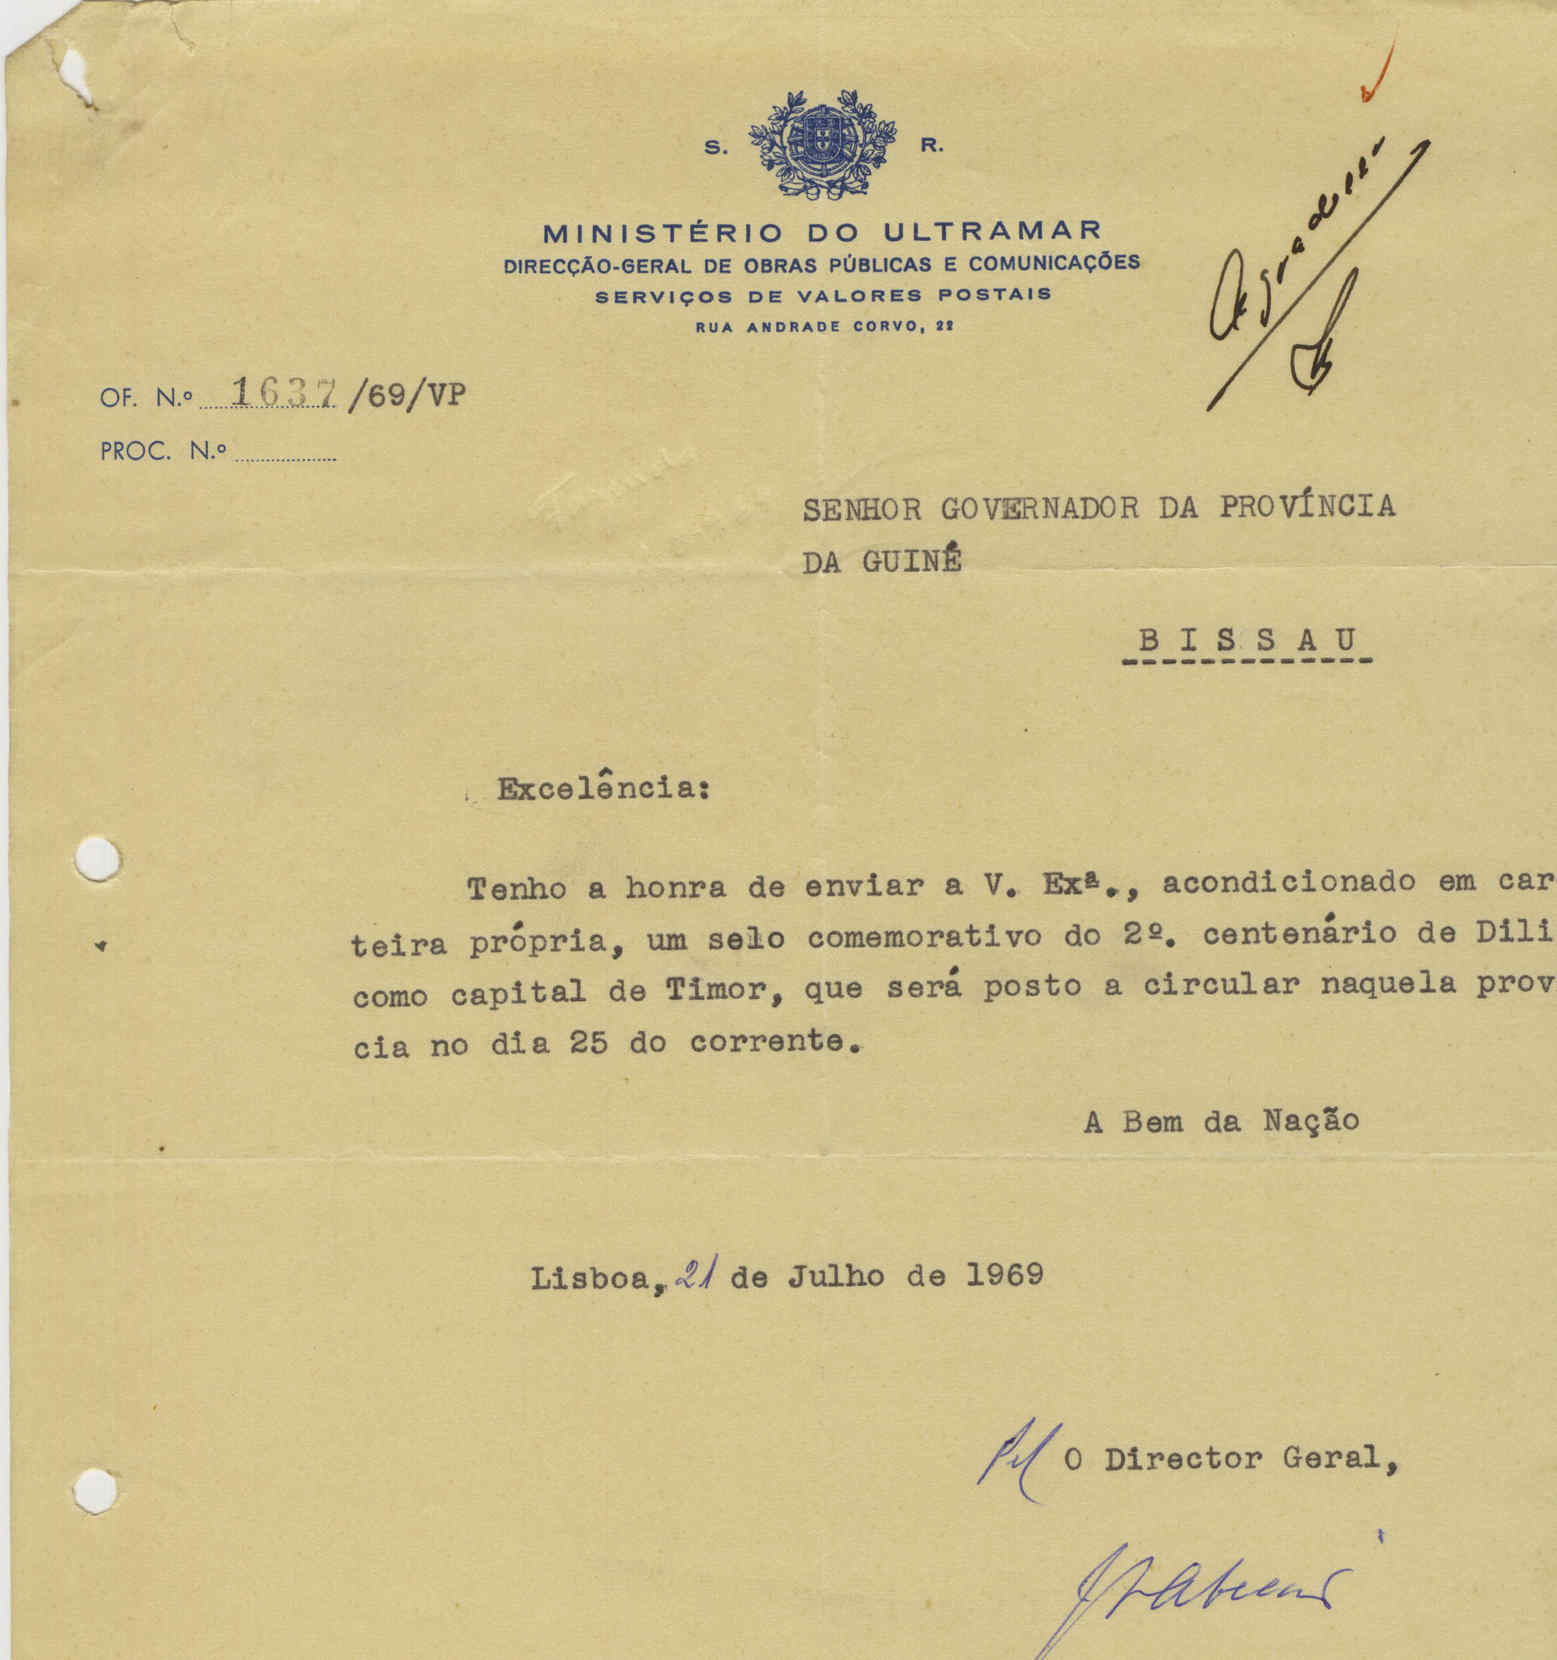 S. R.
MINISTÉRIO DO ULTRAMAR
DIRECÇÃO-GERAL DE OBRAS PÚBLICAS E COMUNICAÇÕES
SERVIÇOS DE VALORES POSTAIS
RUA ANDRADE CORVO, 22
OF. N.º 1637/69/VP
PROC. N.º
SENHOR GOVERNADOR DA PROVÍNCIA
DA GUINÉ
BISSAU
Excelência:
Tenho a honra de enviar a V. Exª., acondicionado em car
teira própria, um selo comemorativo do 2º. centenário de Dili
como capital de Timor, que será posto a circular naquela prov
cia no dia 25 do corrente.
A Bem da Nação
Lisboa, 21 de Julho de 1969
Pel O Director Geral,